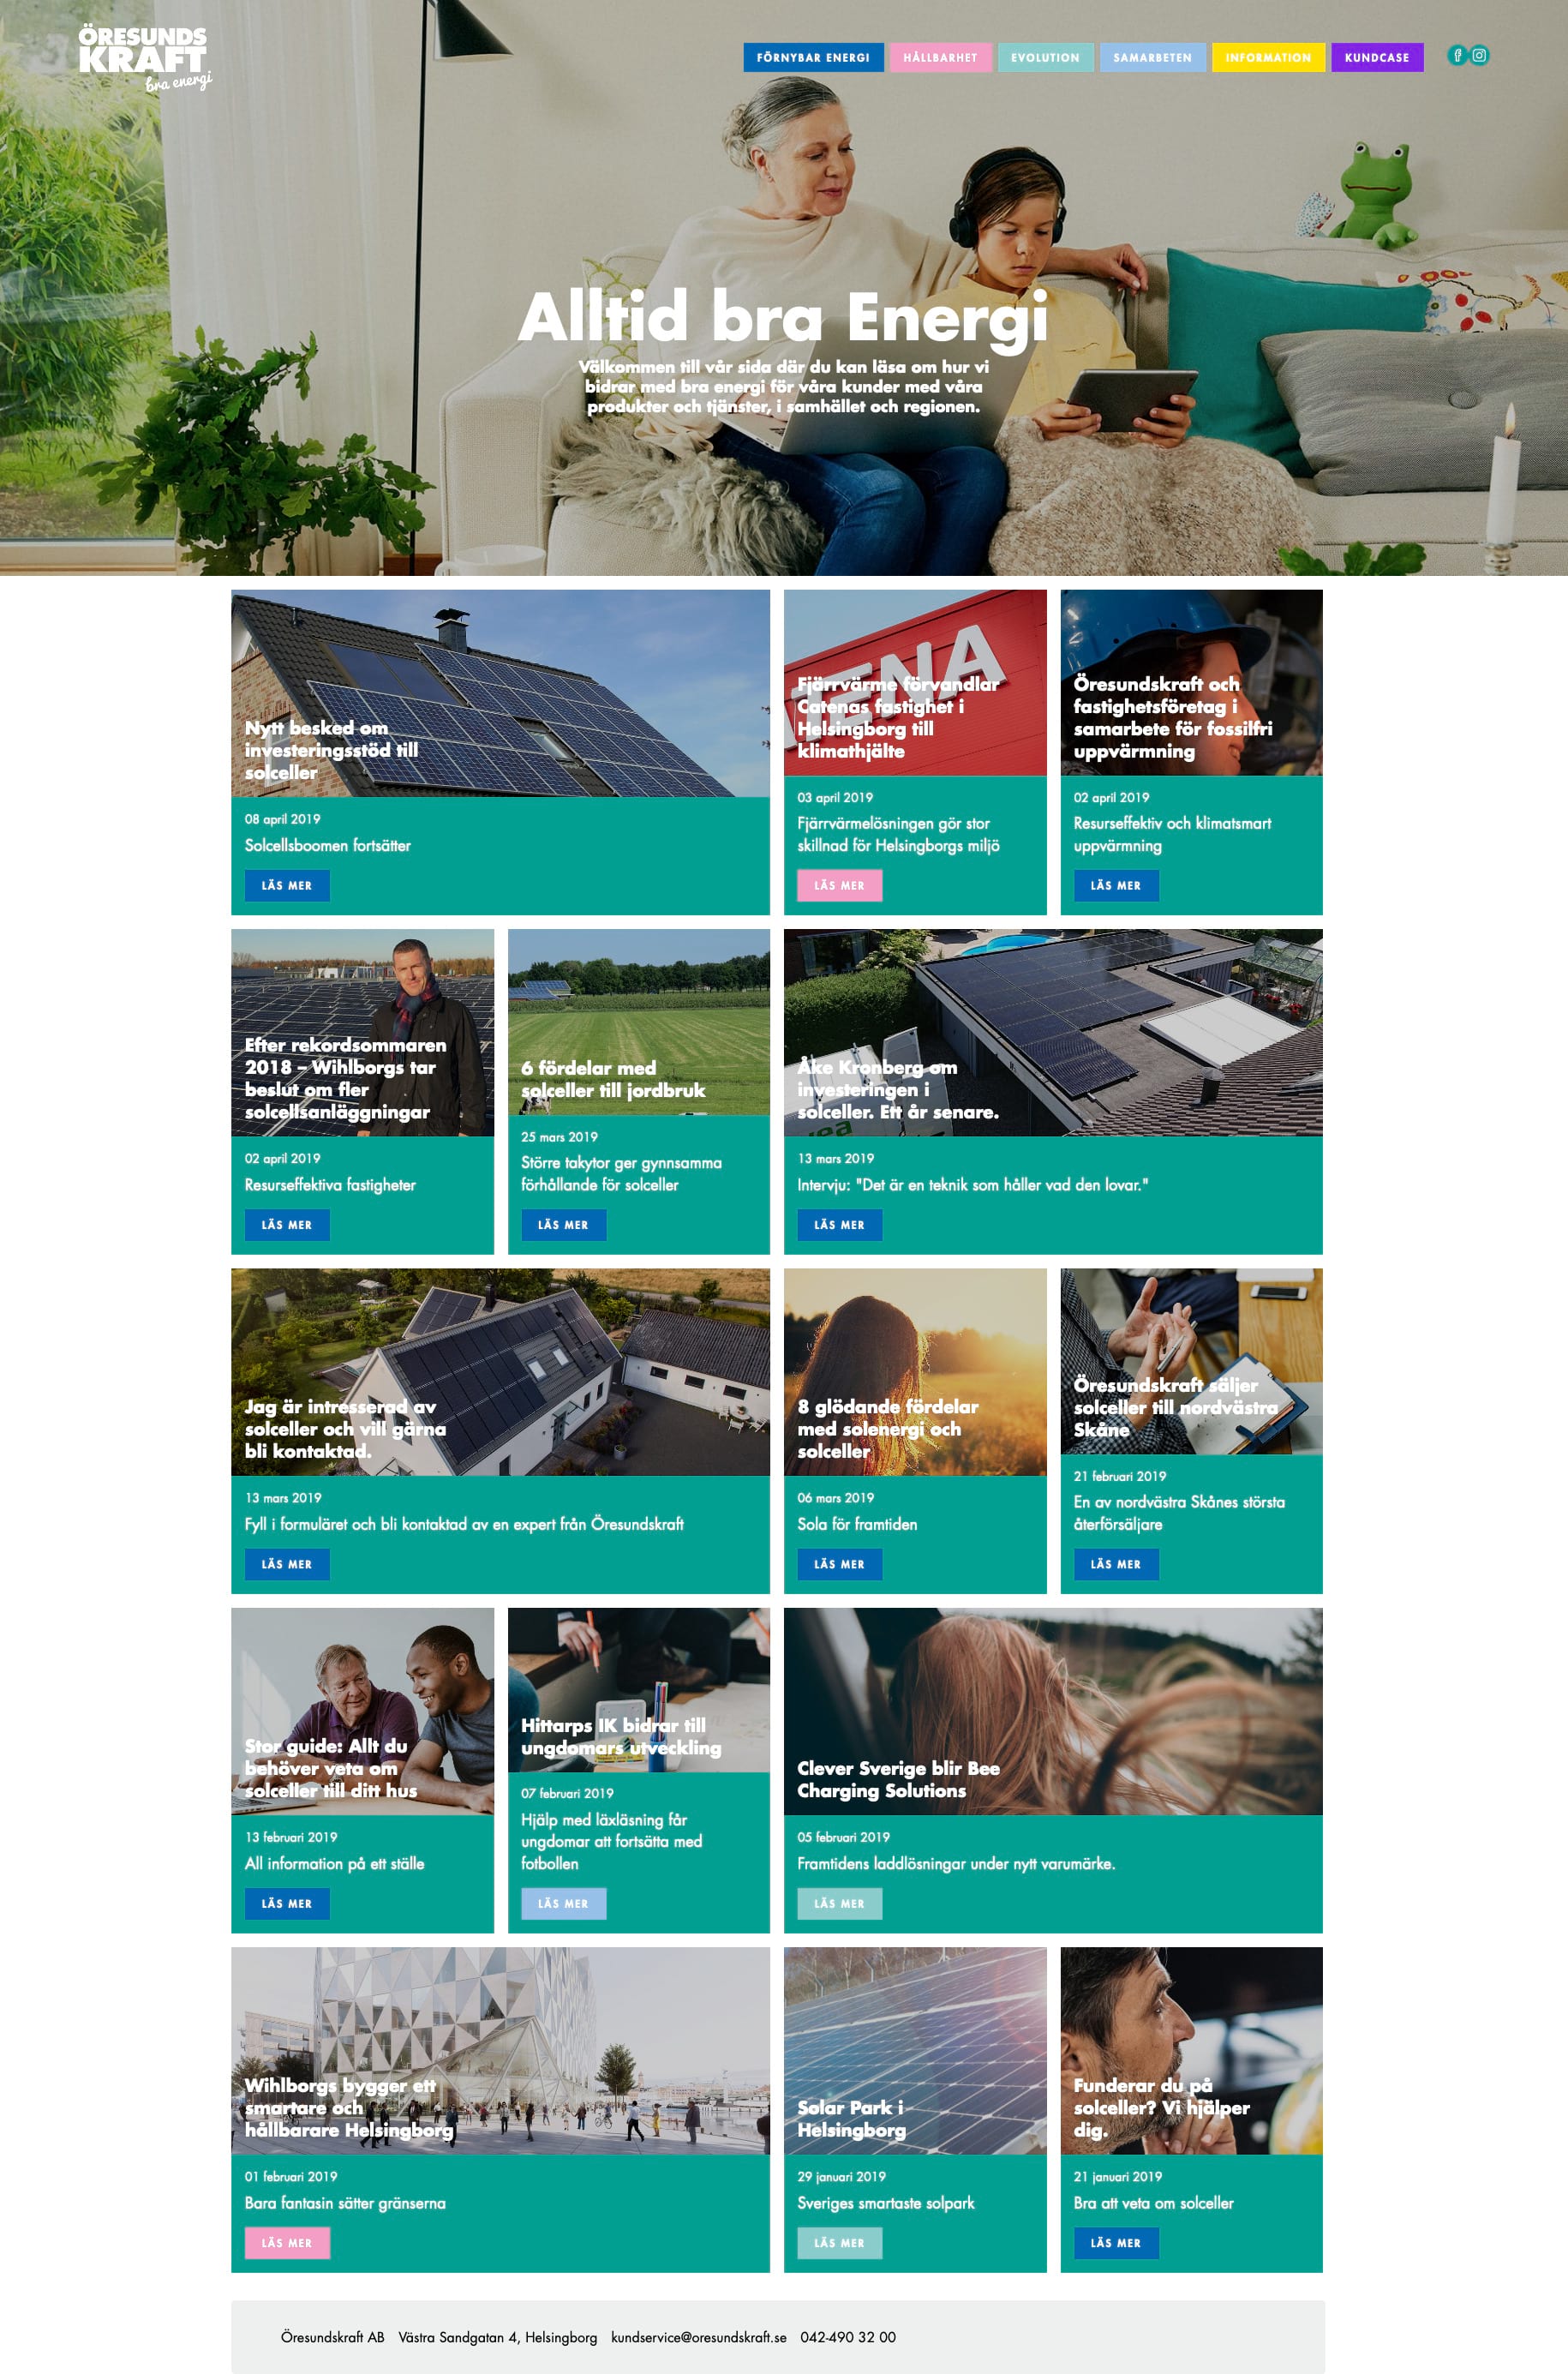 ÖRESUNDS
KRAFT
bra energi
FÖRNYBAR ENERGI
HÅLLBARHET
EVOLUTION
SAMARBETEN
INFORMATION
KUNDCASE
Alltid bra Energi
Välkommen till vår sida där du kan läsa om hur vi
bidrar med bra energi för våra kunder med våra
produkter och tjänster, i samhället och regionen.
Nytt besked om
investeringsstöd till
solceller
08 april 2019
Solcellsboomen fortsätter
LÄS MER
TENA
Fjärrvärme förvandlar
Catenas fastighet i
Helsingborg till
klimathjälte
03 april 2019
Fjärrvärmelösningen gör stor
skillnad för Helsingborgs miljö
LÄS MER
Öresundskraft och
fastighetsföretag i
samarbete för fossilfri
uppvärmning
02 april 2019
Resurseffektiv och klimatsmart
uppvärmning
LÄS MER
Efter rekordsommaren
2018 – Wihlborgs tar
beslut om fler
solcellsanläggningar
02 april 2019
Resurseffektiva fastigheter
LÄS MER
6 fördelar med
solceller till jordbruk
25 mars 2019
Större takytor ger gynnsamma
förhållande för solceller
LÄS MER
Åke Kronberg om
investeringen i
solceller. Ett år senare.
13 mars 2019
Intervju: "Det är en teknik som håller vad den lovar."
LÄS MER
Jag är intresserad av
solceller och vill gärna
bli kontaktad.
13 mars 2019
Fyll i formuläret och bli kontaktad av en expert från Öresundskraft
LÄS MER
8 glödande fördelar
med solenergi och
solceller
06 mars 2019
Sola för framtiden
LÄS MER
Öresundskraft säljer
solceller till nordvästra
Skåne
21 februari 2019
En av nordvästra Skånes största
återförsäljare
LÄS MER
Stor guide: Allt du
behöver veta om
solceller till ditt hus
13 februari 2019
All information på ett ställe
LÄS MER
Hittarps IK bidrar till
ungdomars utveckling
07 februari 2019
Hjälp med läxläsning får
ungdomar att fortsätta med
fotbollen
LÄS MER
Clever Sverige blir Bee
Charging Solutions
05 februari 2019
Framtidens laddlösningar under nytt varumärke.
LÄS MER
Wihlborgs bygger ett
smartare och
hållbarare Helsingborg
01 februari 2019
Bara fantasin sätter gränserna
LÄS MER
Solar Park i
Helsingborg
29 januari 2019
Sveriges smartaste solpark
LÄS MER
Funderar du på
solceller? Vi hjälper
dig.
21 januari 2019
Bra att veta om solceller
LÄS MER
Öresundskraft AB Västra Sandgatan 4, Helsingborg kundservice@oresundskraft.se 042-490 32 00